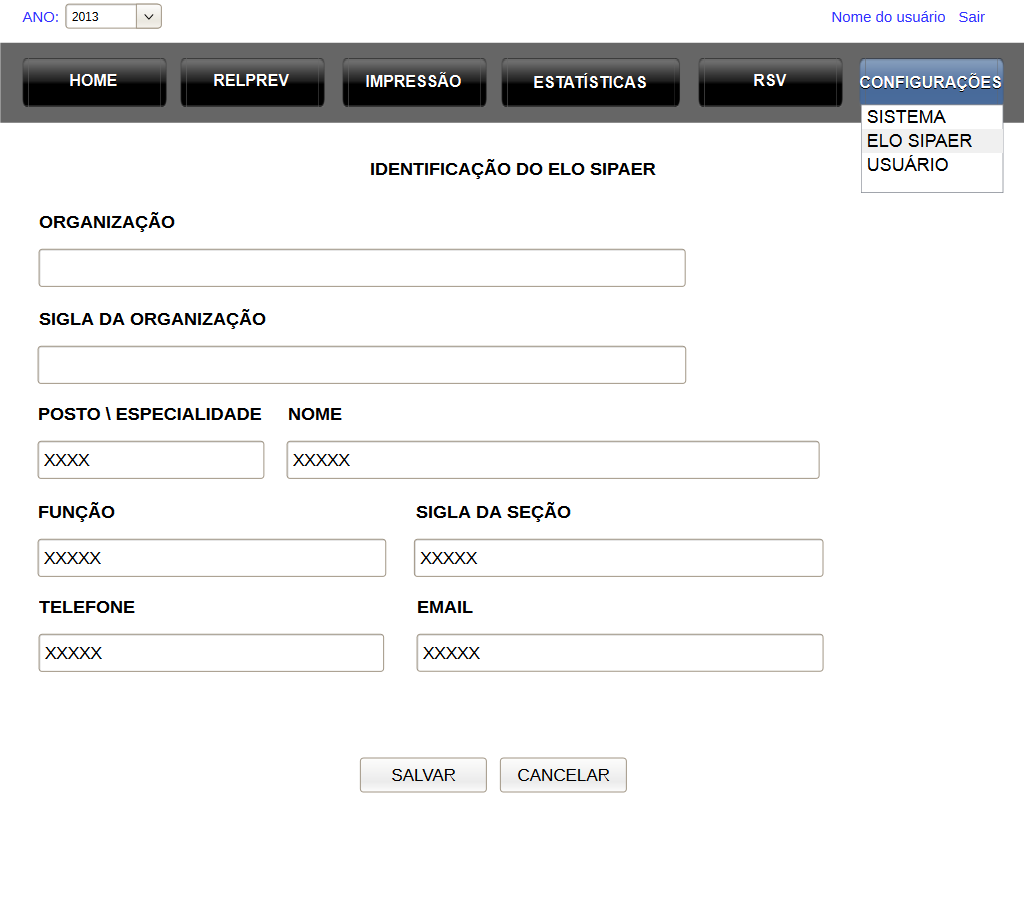 ANO: 2013 Nome do usuário Sair
HOME RELPREV IMPRESSÃO ESTATÍSTICAS RSV CONFIGURAÇÕES
SISTEMA
ELO SIPAER
USUÁRIO
IDENTIFICAÇÃO DO ELO SIPAER
ORGANIZAÇÃO
SIGLA DA ORGANIZAÇÃO
POSTO \ ESPECIALIDADE NOME
XXXX XXXXX
FUNÇÃO SIGLA DA SEÇÃO
XXXXX XXXXX
TELEFONE EMAIL
XXXXX XXXXX
SALVAR CANCELAR